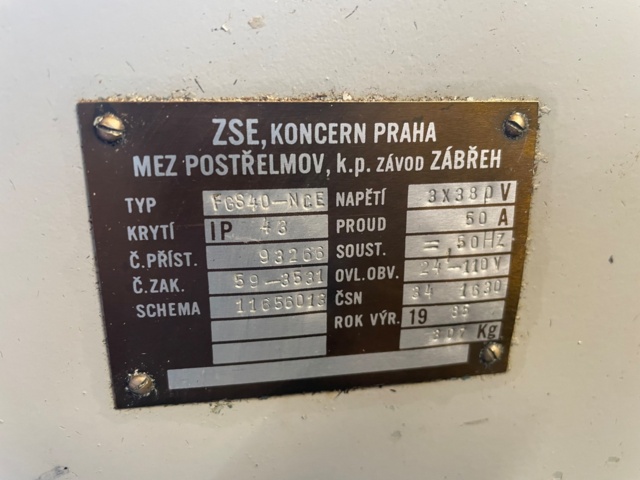 ZSE, KONCERN PRAHA
MEZ POSTŘELMOV, k.p. ZÁVOD ZÁBŘEH
TYP FGS40-NCE NAPĚTÍ 3X380V
KRYTÍ IP 43 PROUD 50 A
Č.PŘÍST. 93266 SOUST. =, 50HZ
Č.ZAK. 59-3531 OVL.OBV. 24-110V
SCHEMA 11656013 ČSN 34 1630
ROK VÝR. 19 85
Kg